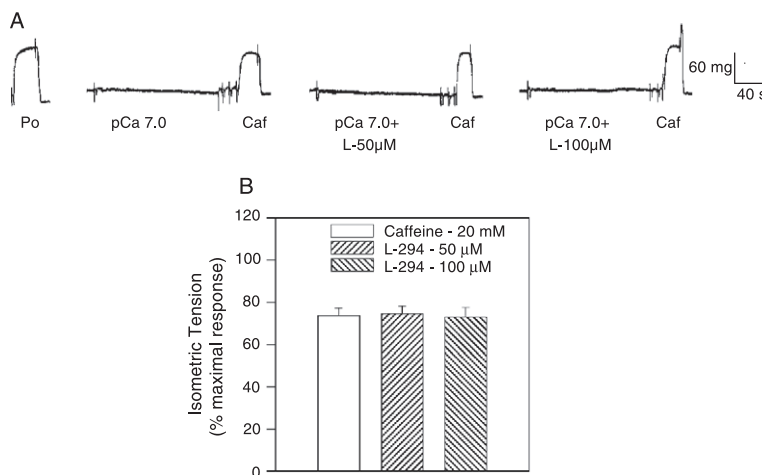 A
Po
pCa 7.0
Caf
pCa 7.0+
L-50µM
Caf
pCa 7.0+
L-100µM
Caf
60 mg
40 s
B
Isometric Tension
(% maximal response)
120
100
80
60
40
20
0
Caffeine - 20 mM
L-294 - 50 µM
L-294 - 100 µM